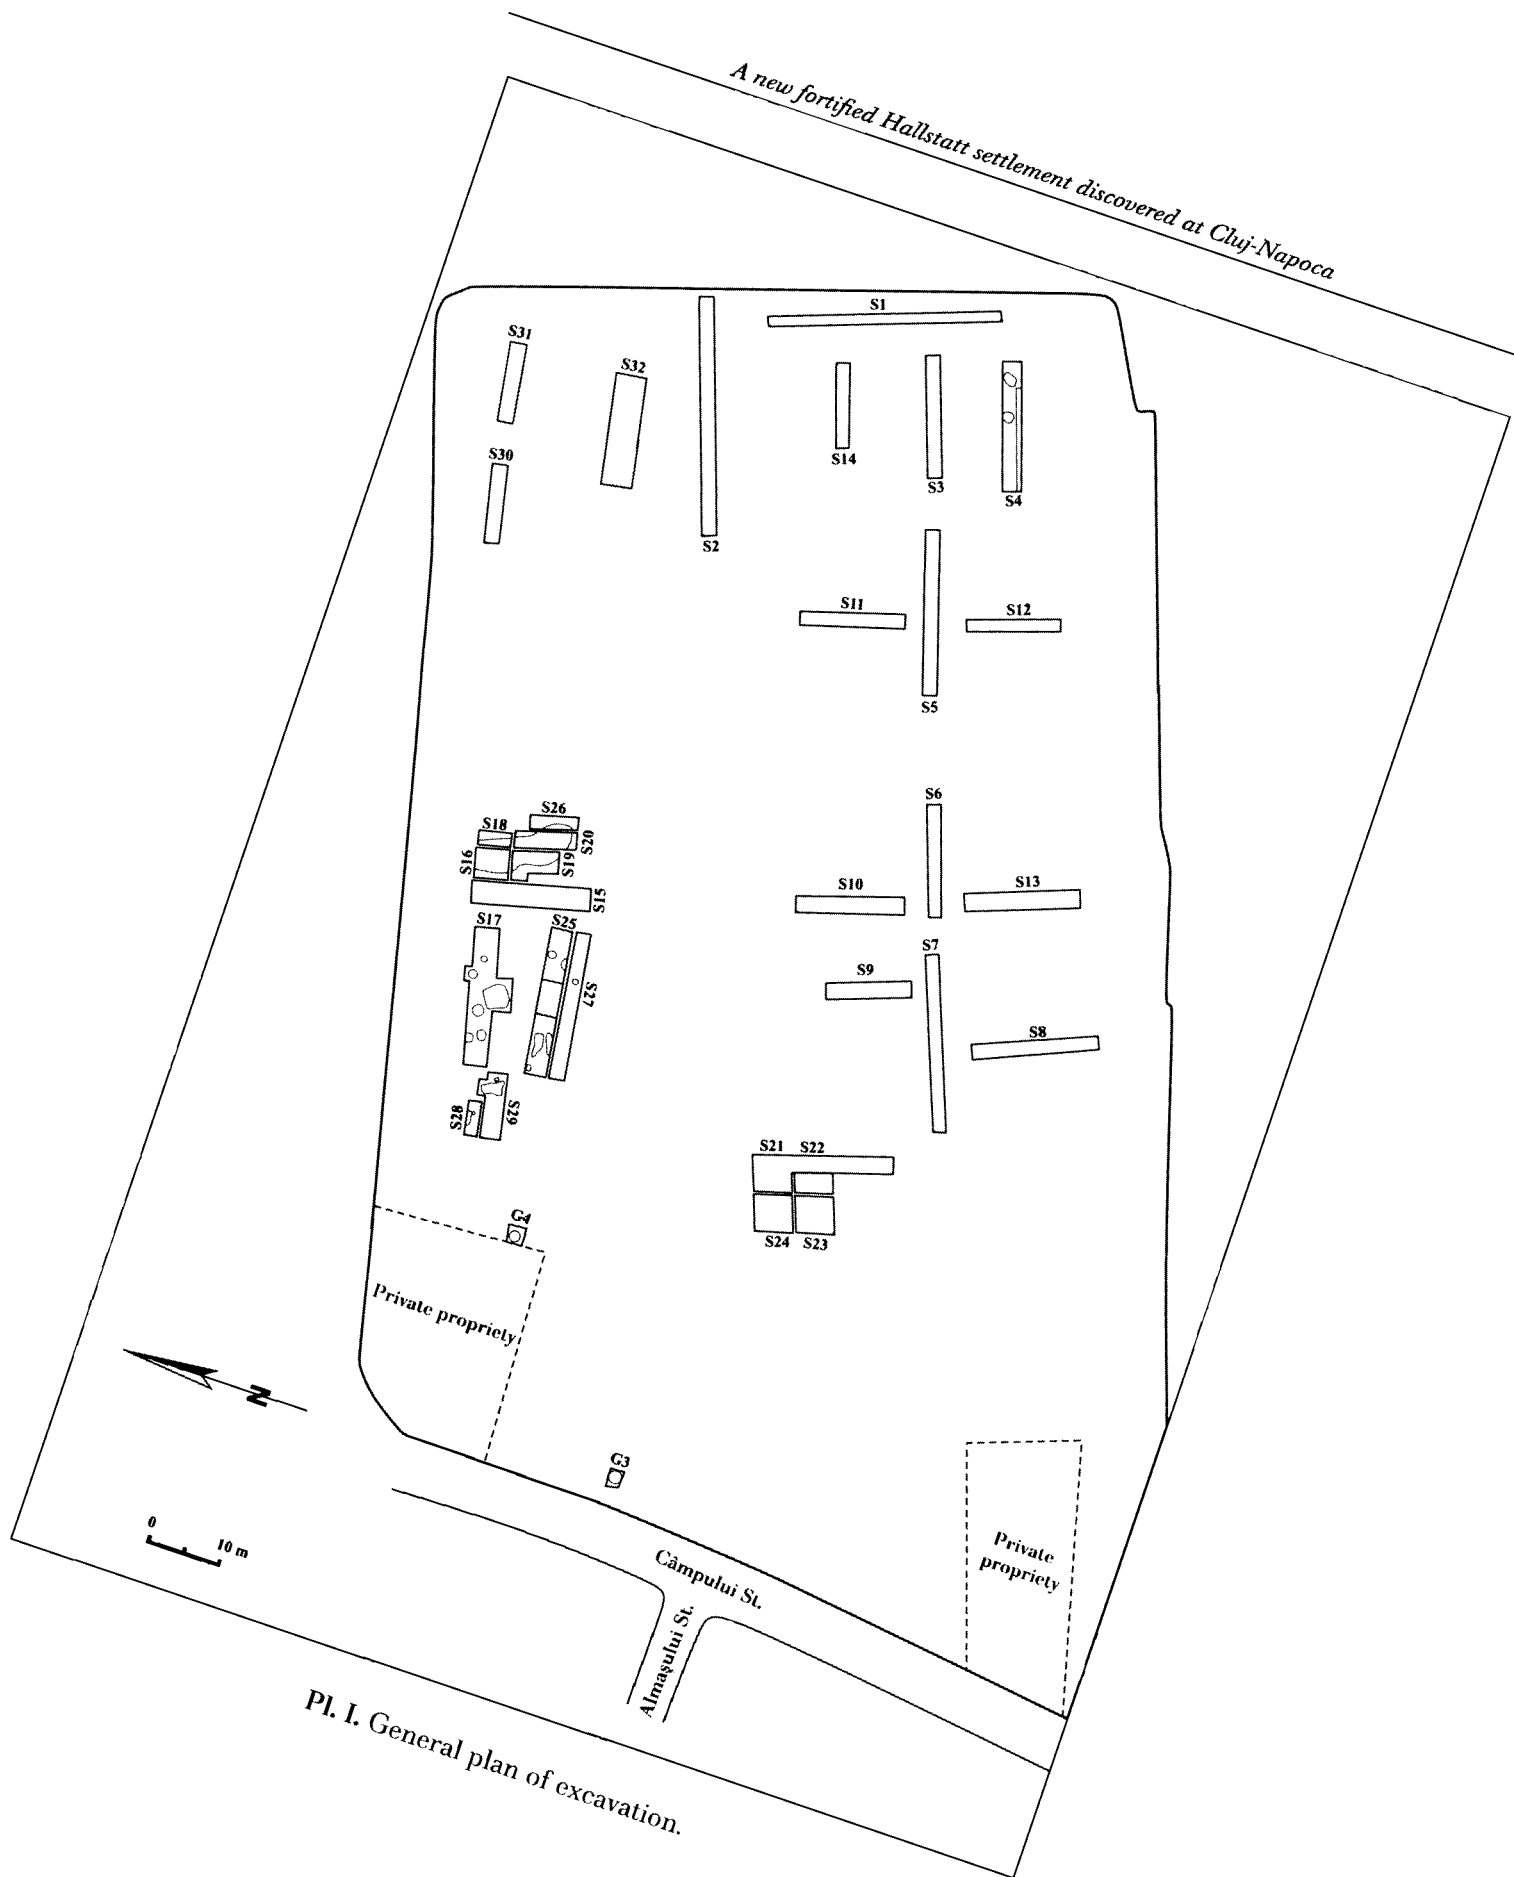 A new fortified Hallstatt settlement discovered at Cluj-Napoca
S1
S31
S32
S14
S3
S4
S30
S2
S11
S12
S5
S6
S26
S18
S20
S16
S19
S15
S10
S13
S17
S25
S27
S7
S9
S8
S28
S29
S21
S22
S24
S23
G4
Private propriety
N
G3
0
10 m
Câmpului St.
Almaşului St.
Private
propriety
Pl. I. General plan of excavation.